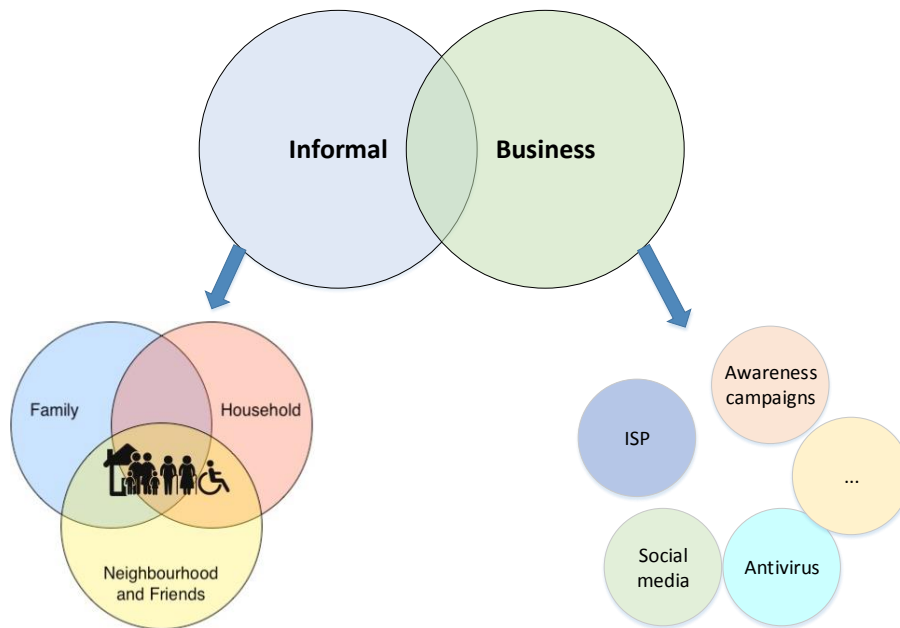 Informal
Business
Family
Household
Neighbourhood
and Friends
Awareness
campaigns
ISP
...
Social
media
Antivirus